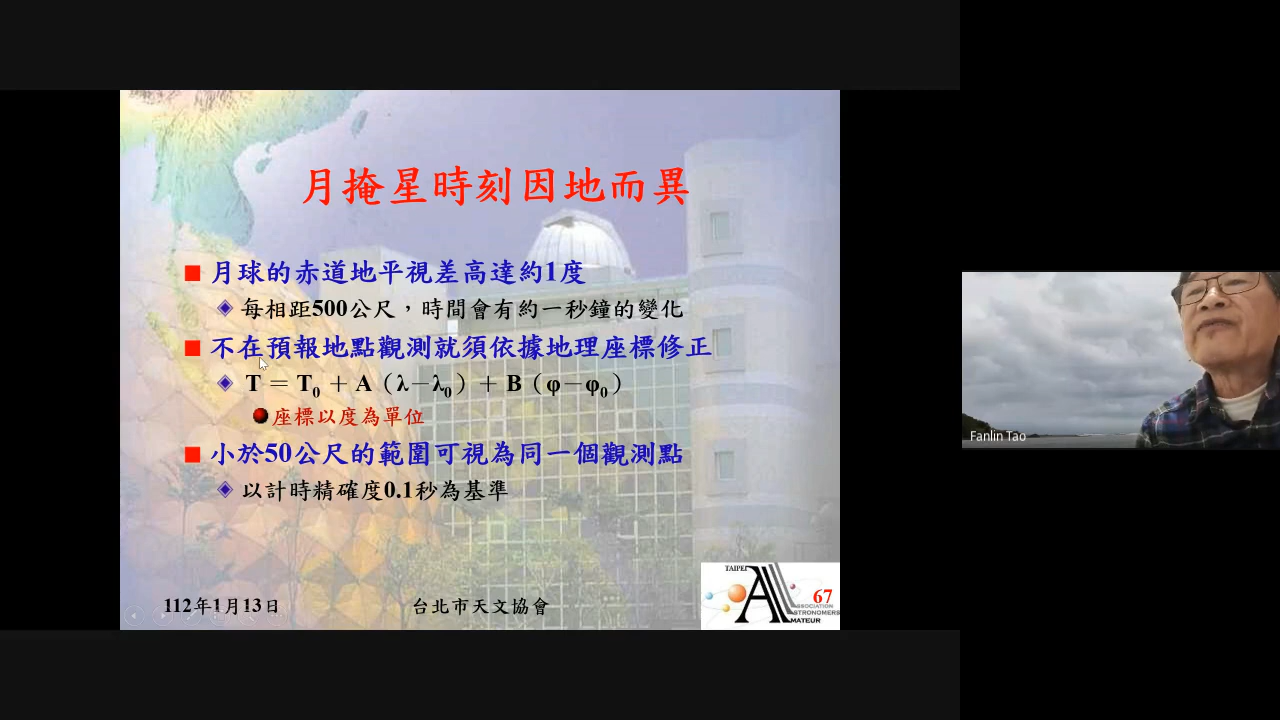 月掩星時刻因地而異
月球的赤道地平視差高達約1度
每相距500公尺，時間會有約一秒鐘的變化
不在預報地點觀測就須依據地理座標修正
T = T0 + A（λ－λ0）+ B（φ－φ0）
座標以度為單位
小於50公尺的範圍可視為同一個觀測點
以計時精確度0.1秒為基準
112年1月13日
台北市天文協會
TAIPEI
67
ASSOCIATION
ASTRONOMERS
AMATEUR
Fanlin Tao